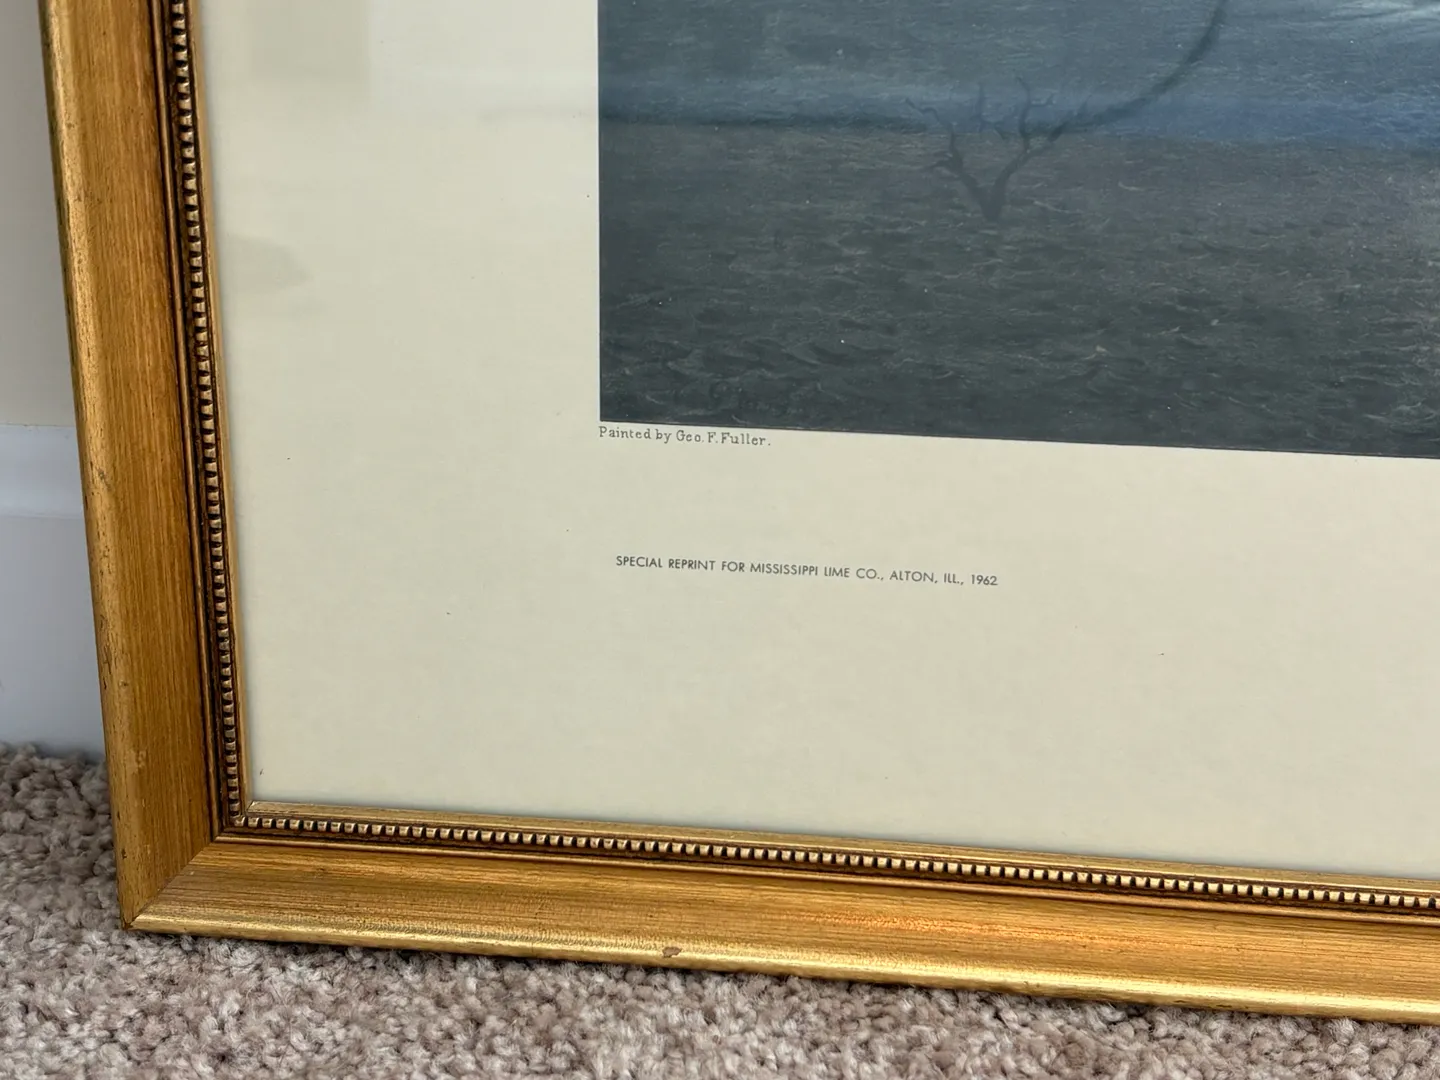 Painted by Geo. F. Fuller.
SPECIAL REPRINT FOR MISSISSIPPI LIME CO., ALTON, ILL., 1962